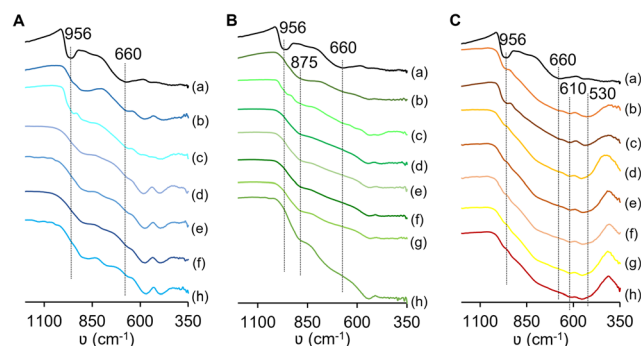 A
956
660
(a)
(b)
(c)
(d)
(e)
(f)
(h)
1100 850 600 350
υ (cm-1)
B
956
875
660
(a)
(b)
(c)
(d)
(e)
(f)
(g)
(h)
1100 850 600 350
υ (cm-1)
C
956
660
610
530
(a)
(b)
(c)
(d)
(e)
(f)
(g)
(h)
1100 850 600 350
υ (cm-1)